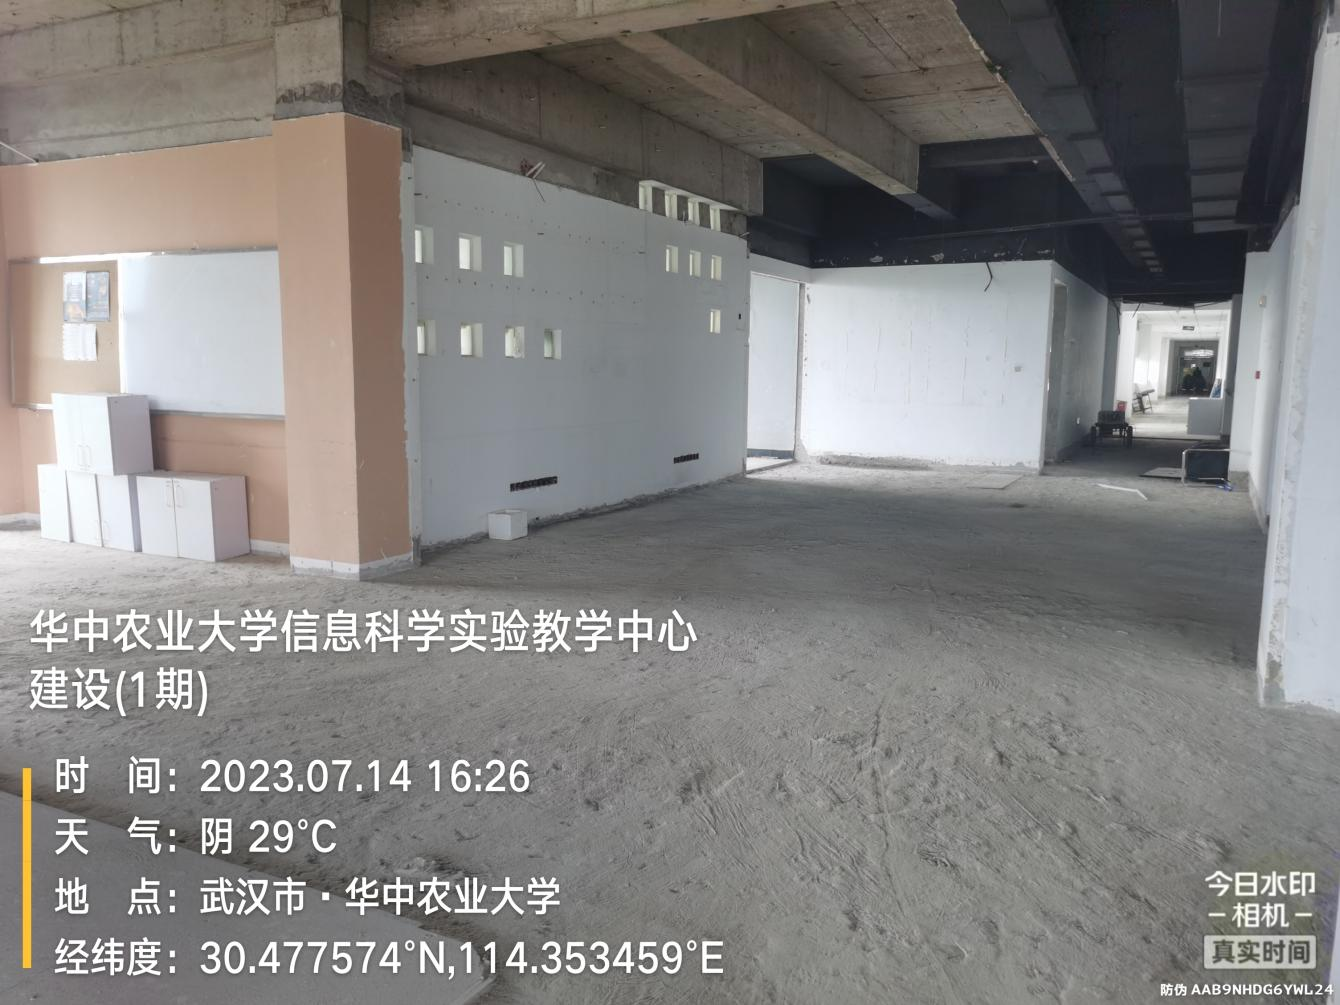 华中农业大学信息科学实验教学中心
建设(1期)
时 间：2023.07.14 16:26
天 气：阴 29°C
地 点：武汉市·华中农业大学
经纬度：30.477574°N,114.353459°E
今日水印
-相机-
真实时间
防伪 AAB9NHDG6YWL24